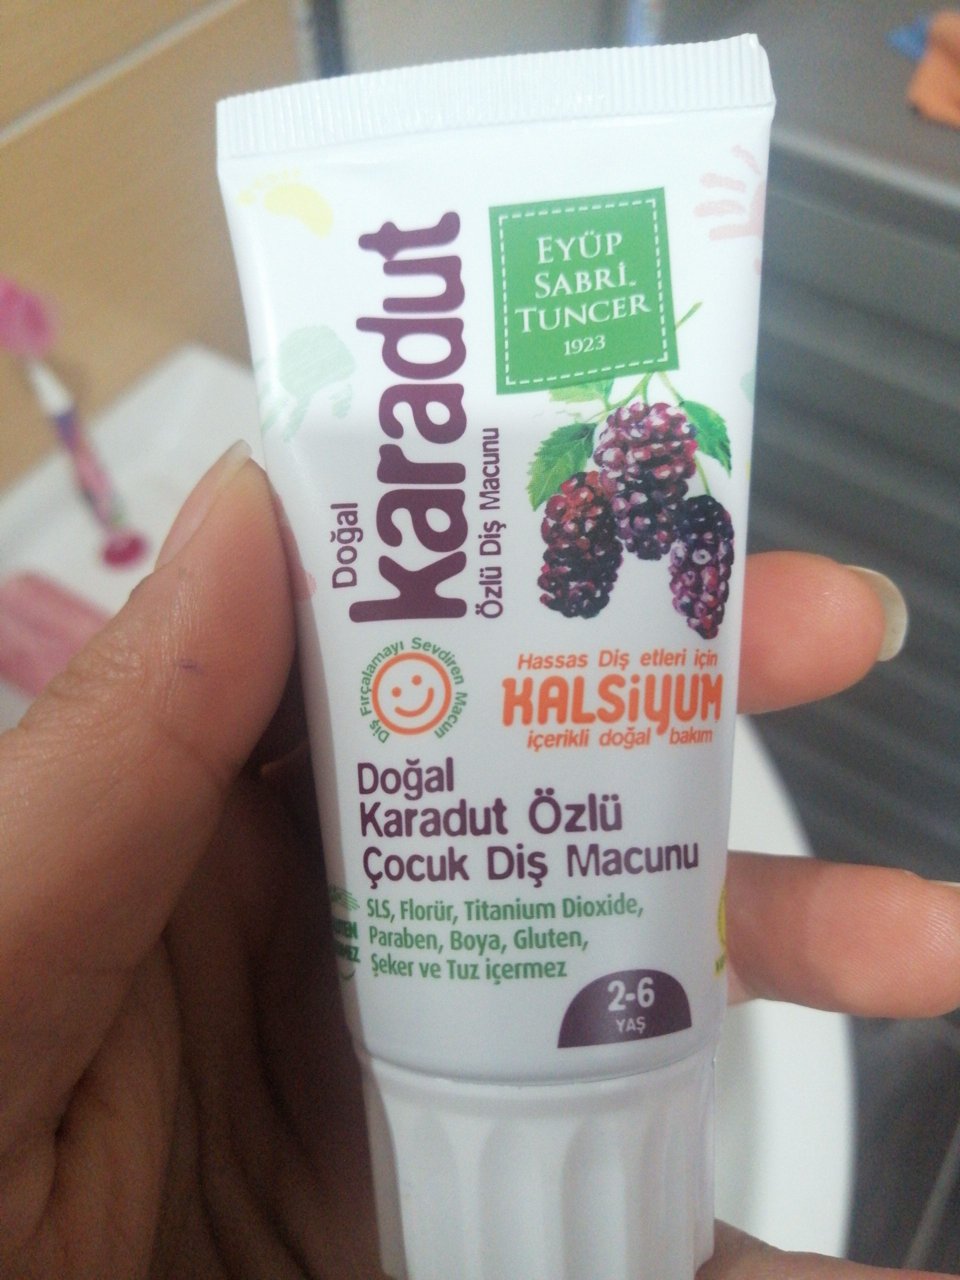 EYÜP
SABRİ
TUNCER
1923
Doğal
karadut
Özlü Diş Macunu
Diş Fırçalamayı Sevdiren Macun
Hassas Diş etleri için
KALSİYUM
içerikli doğal bakım
Doğal
Karadut Özlü
Çocuk Diş Macunu
SLS, Florür, Titanium Dioxide,
Paraben, Boya, Gluten,
Şeker ve Tuz içermez
2-6
YAŞ